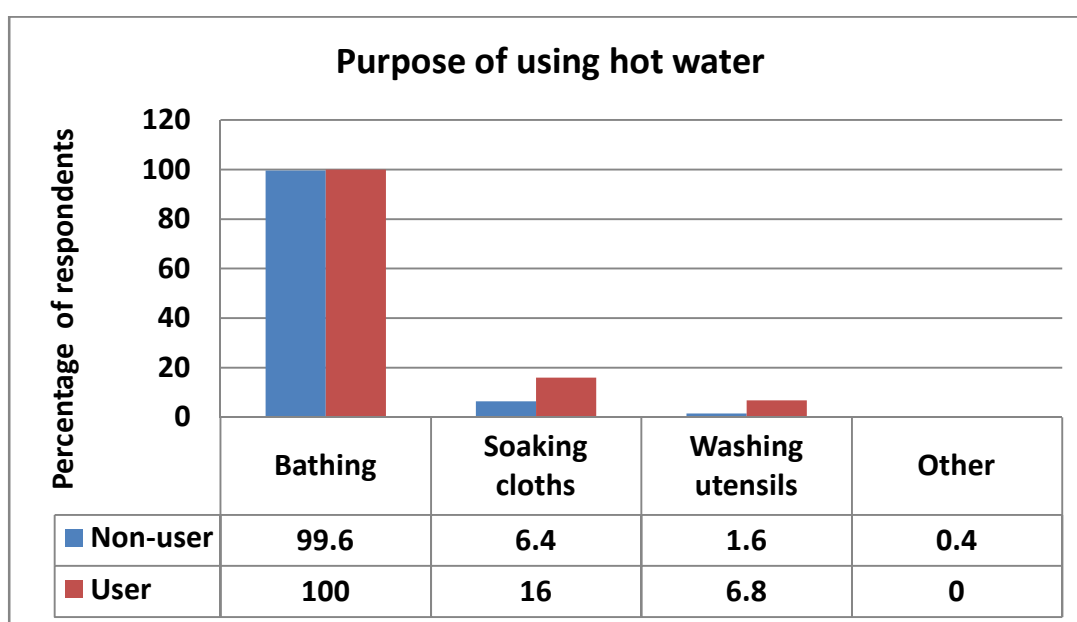 Purpose of using hot water
Percentage of respondents
120
100
80
60
40
20
0
Bathing
Soaking
cloths
Washing
utensils
Other
Non-user 99.6 6.4 1.6 0.4
User 100 16 6.8 0